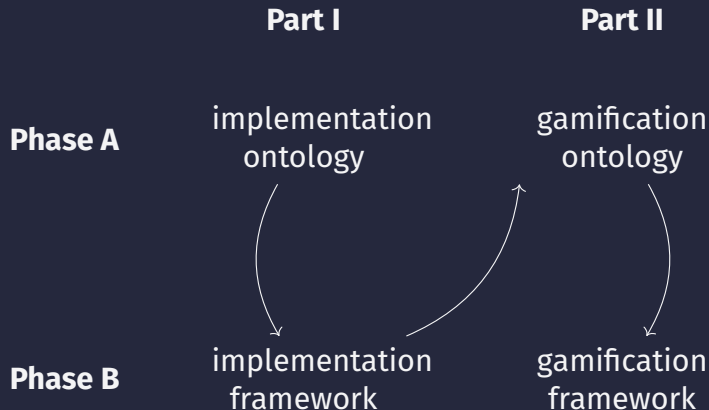 Part I
Part II
Phase A
implementation
ontology
gamification
ontology
Phase B
implementation
framework
gamification
framework